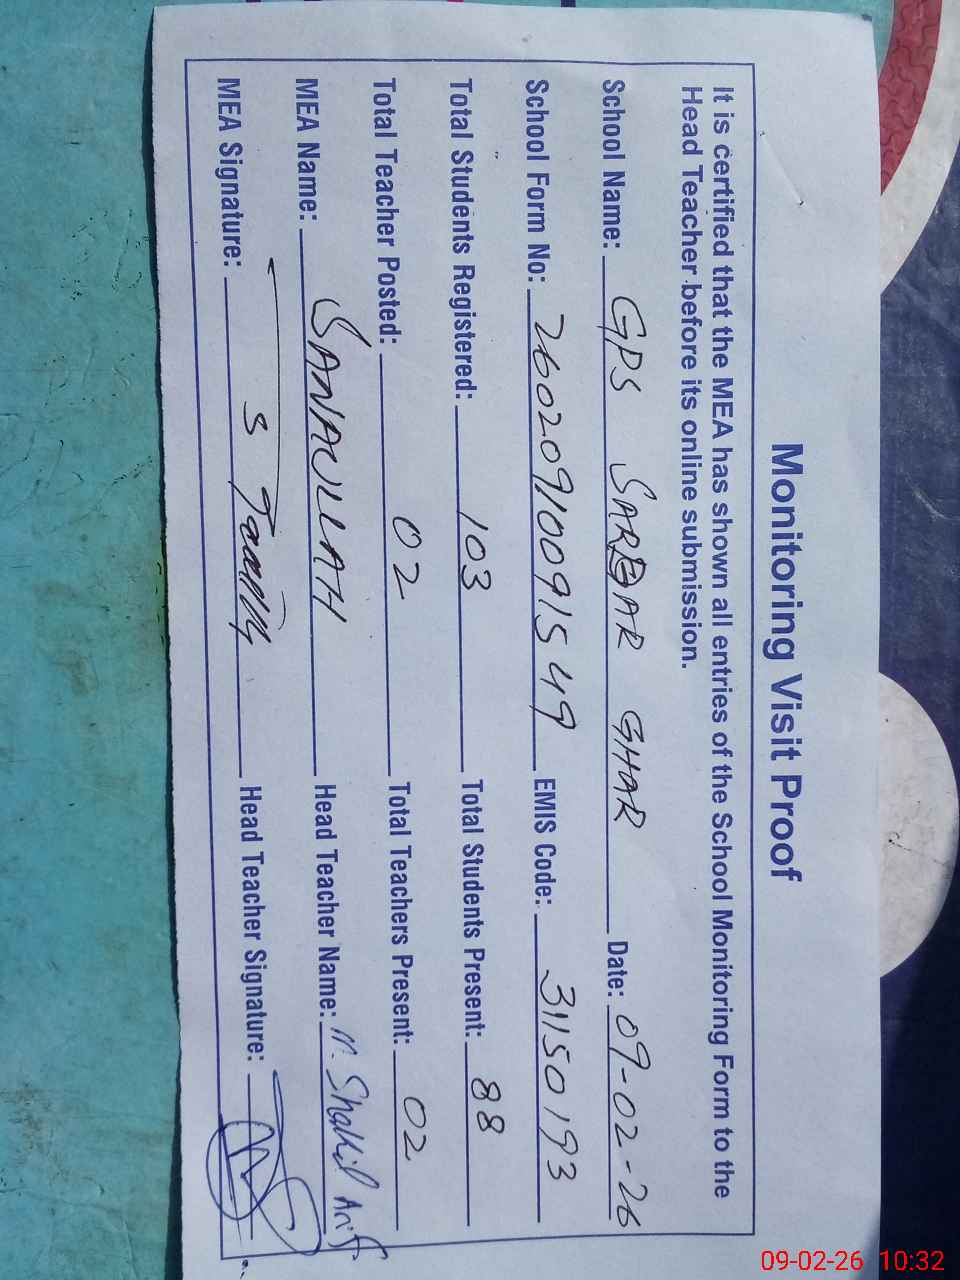 Monitoring Visit Proof
It is certified that the MEA has shown all entries of the School Monitoring Form to the
Head Teacher before its online submission.
School Name: GPS SARDAR GHAR Date: 09-02-26
School Form No: 2602091009 15 49 EMIS Code: 31150193
Total Students Registered: 103 Total Students Present: 88
Total Teacher Posted: 02 Total Teachers Present: 02
MEA Name: SANAULLAH Head Teacher Name: M. Shakil Arif
MEA Signature: Head Teacher Signature:
09-02-26 10:32